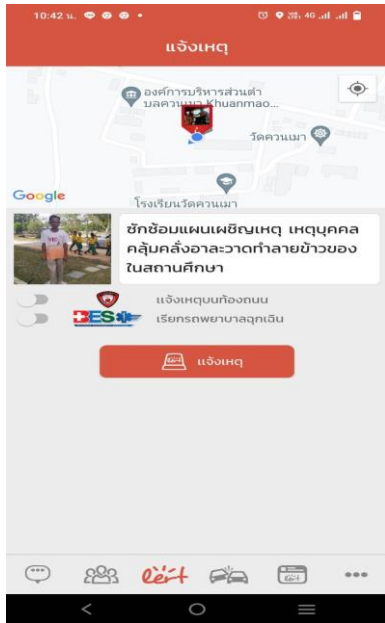 10:42 น.
4G
แจ้งเหตุ
องค์การบริหารส่วนตำ
บลควนเมา Khuanmao...
วัดควนเมา
Google
โรงเรียนวัดควนเมา
ซักซ้อมแผนเผชิญเหตุ เหตุบุคคล
คลุ้มคลั่งอาละวาดทำลายข้าวของ
ในสถานศึกษา
แจ้งเหตุบนท้องถนน
เรียกรถพยาบาลฉุกเฉิน
แจ้งเหตุ